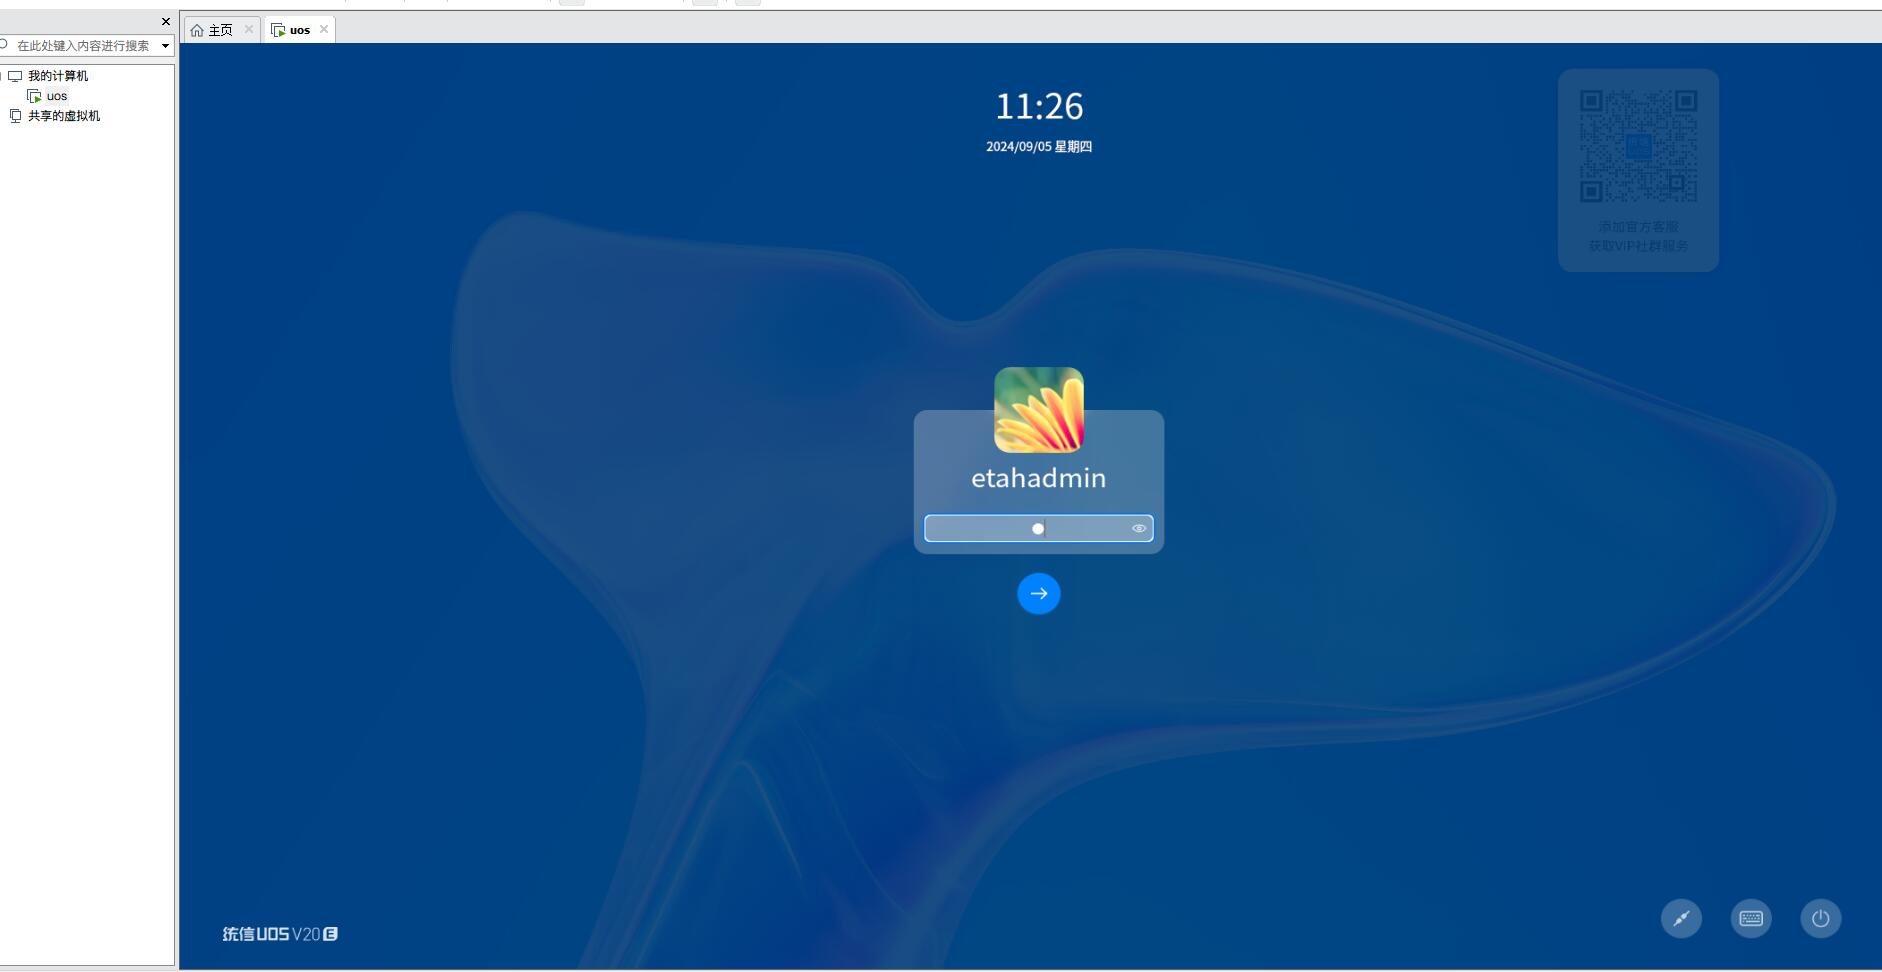 主页
uos
在此处键入内容进行搜索
我的计算机
uos
共享的虚拟机
11:26
2024/09/05 星期四
添加官方客服
获取VIP社群服务
etahadmin
统信UOS V20 E